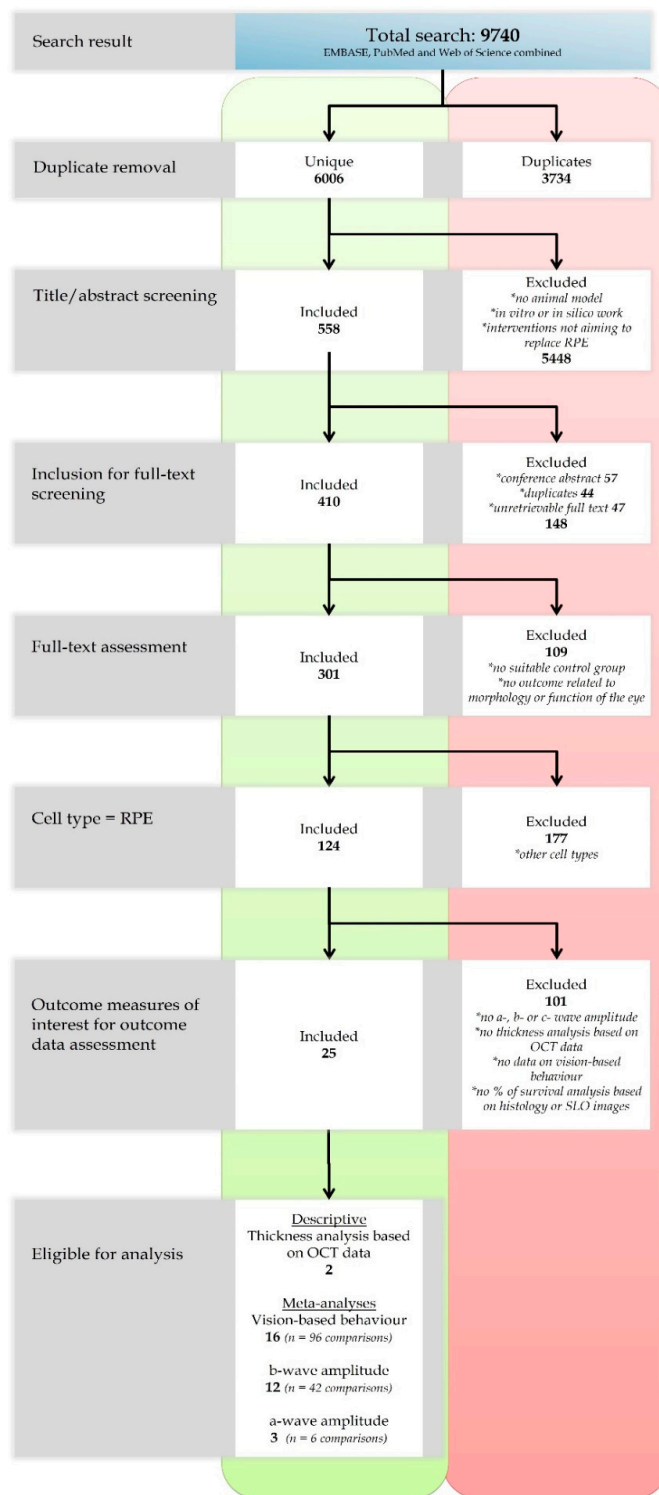 Search result
Total search: 9740
EMBASE, PubMed and Web of Science combined
Duplicate removal
Unique
6006
Duplicates
3734
Title/abstract screening
Included
558
Excluded
*no animal model
*in vitro or in silico work
*interventions not aiming to
replace RPE
5448
Inclusion for full-text
screening
Included
410
Excluded
*conference abstract 57
*duplicates 44
*unretrievable full text 47
148
Full-text assessment
Included
301
Excluded
109
*no suitable control group
*no outcome related to
morphology or function of the eye
Cell type = RPE
Included
124
Excluded
177
*other cell types
Outcome measures of
interest for outcome
data assessment
Included
25
Excluded
101
*no a-, b- or c- wave amplitude
*no thickness analysis based on
OCT data
*no data on vision-based
behaviour
*no % of survival analysis based
on histology or SLO images
Eligible for analysis
Descriptive
Thickness analysis based
on OCT data
2
Meta-analyses
Vision-based behaviour
16 (n = 96 comparisons)
b-wave amplitude
12 (n = 42 comparisons)
a-wave amplitude
3 (n = 6 comparisons)